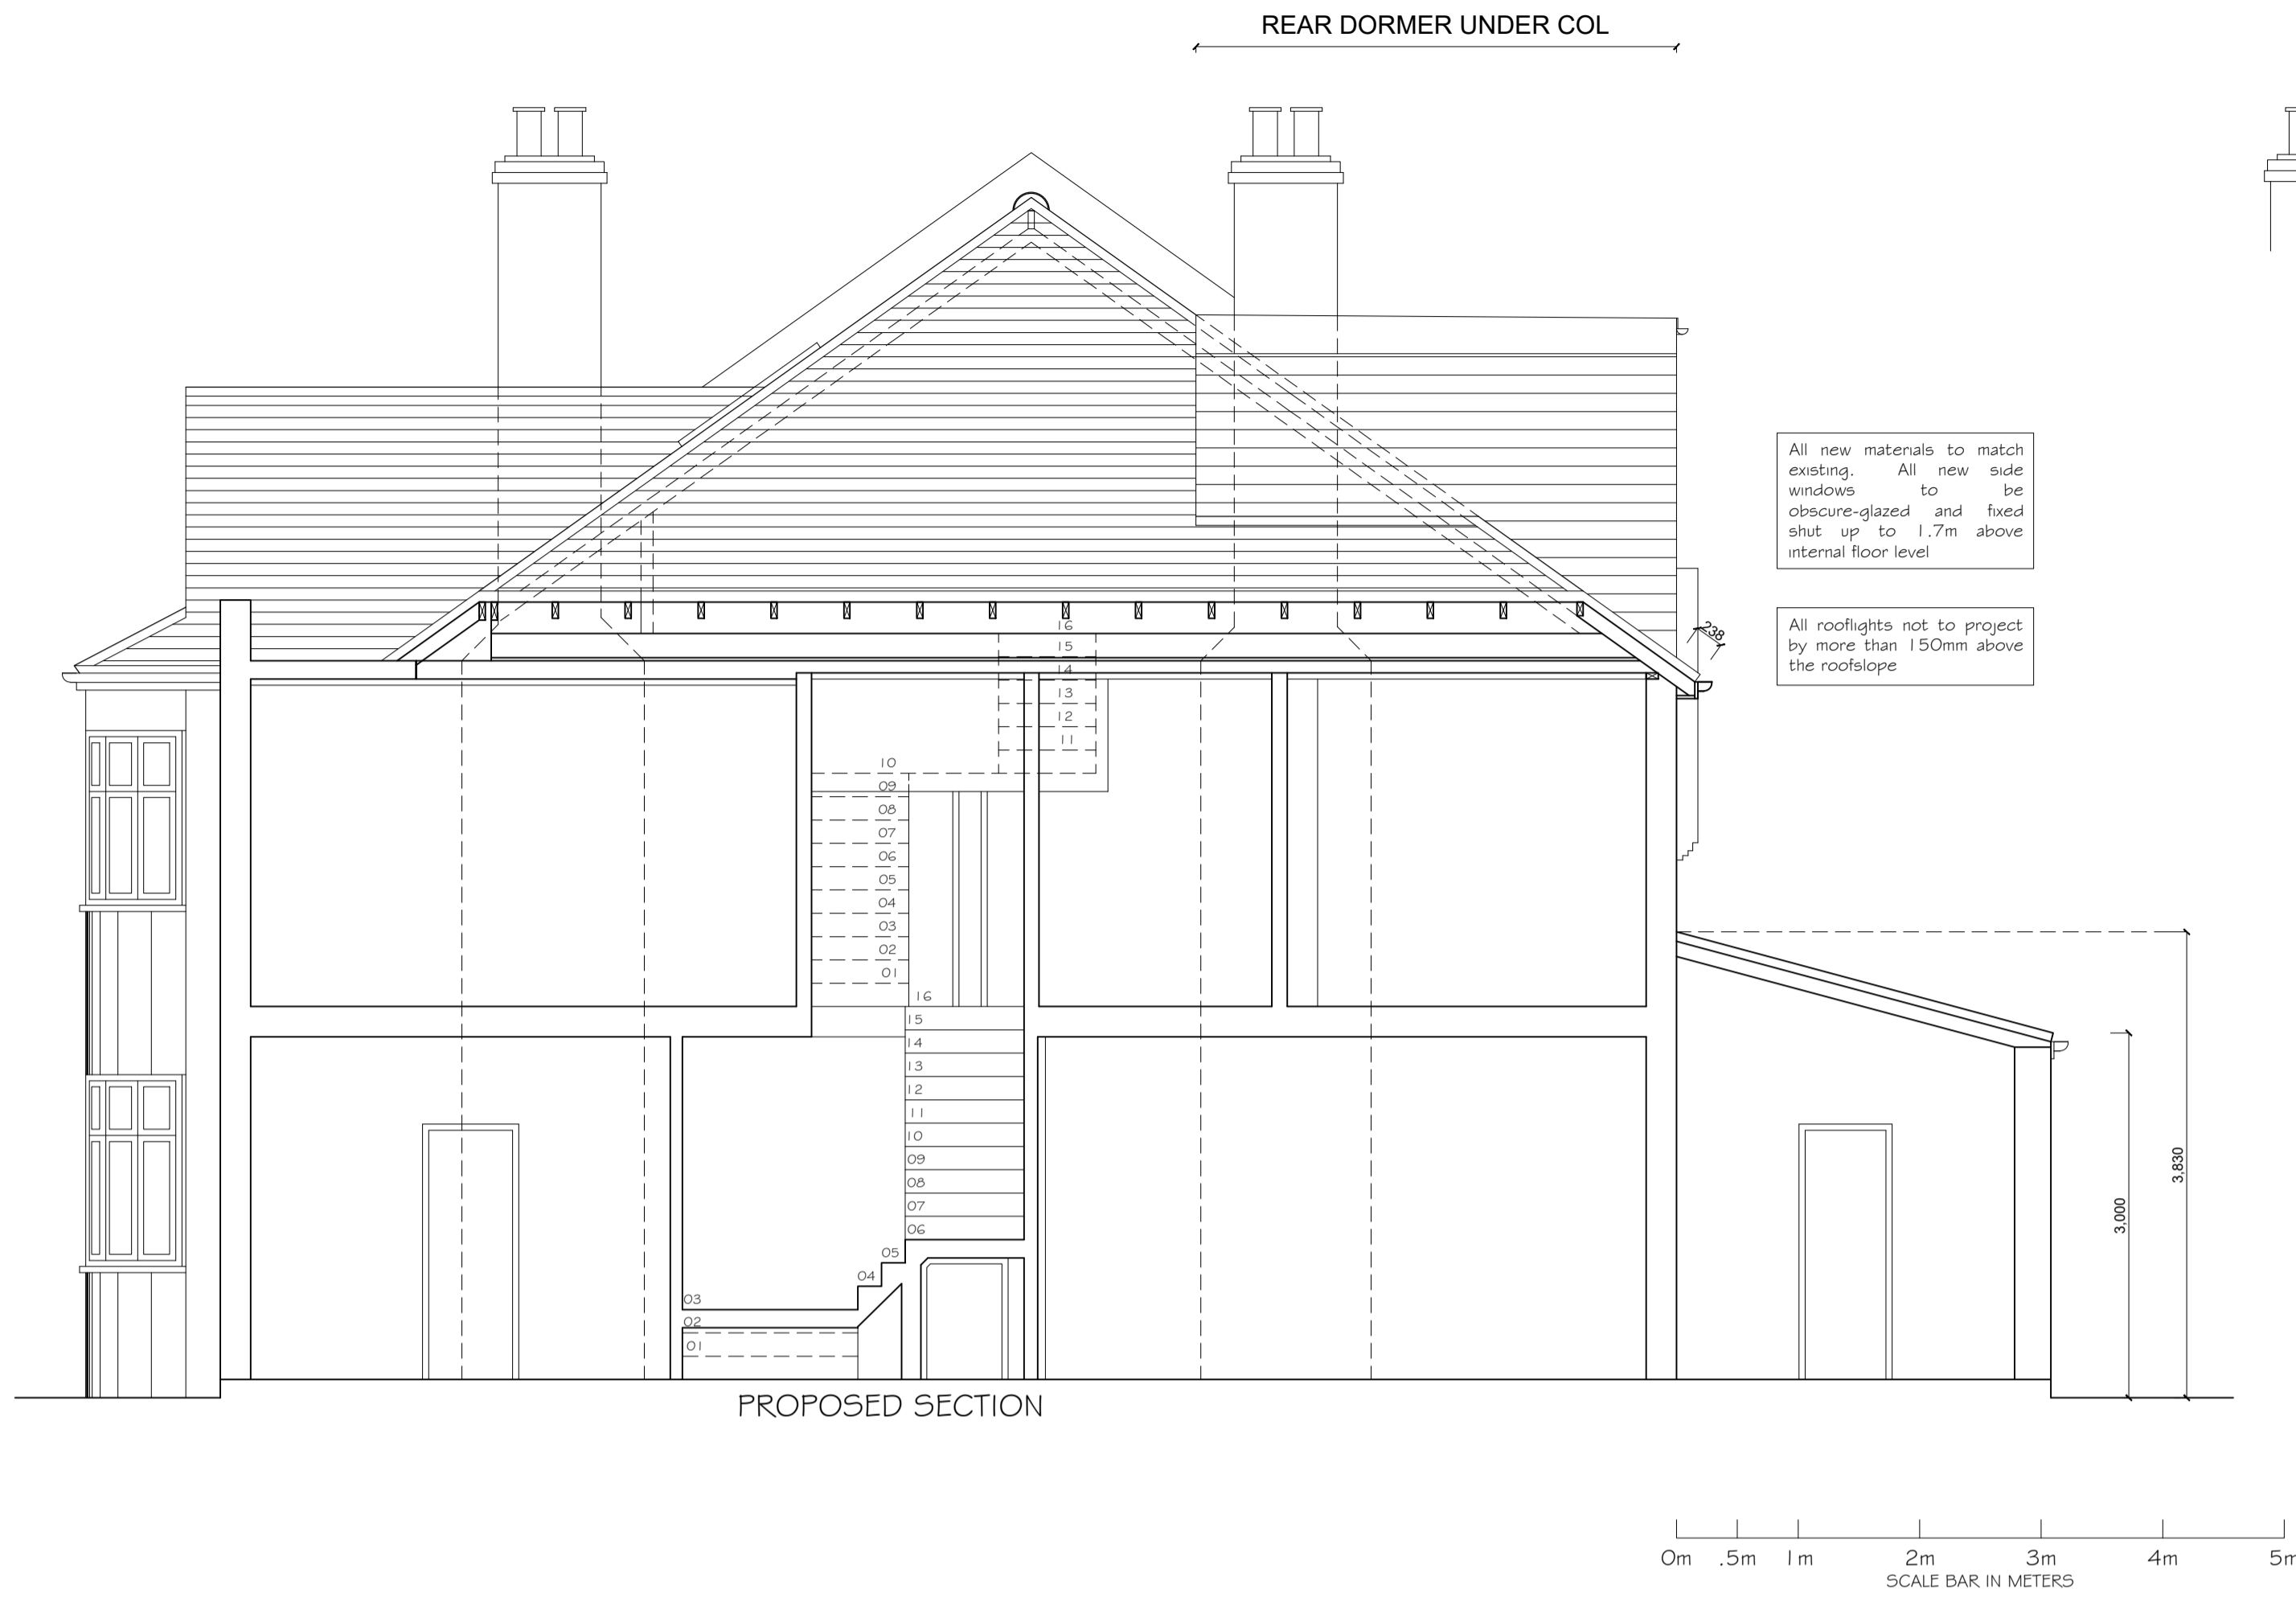 REAR DORMER UNDER COL
All new materials to match
existing. All new side
windows to be
obscure-glazed and fixed
shut up to 1.7m above
internal floor level
All rooflights not to project
by more than 150mm above
the roofslope
238
16
15
14
13
12
11
10
09
08
07
06
05
04
03
02
01
16
15
14
13
12
11
10
09
08
07
06
05
04
03
02
01
3,000
3,830
PROPOSED SECTION
0m .5m 1m 2m 3m 4m
SCALE BAR IN METERS